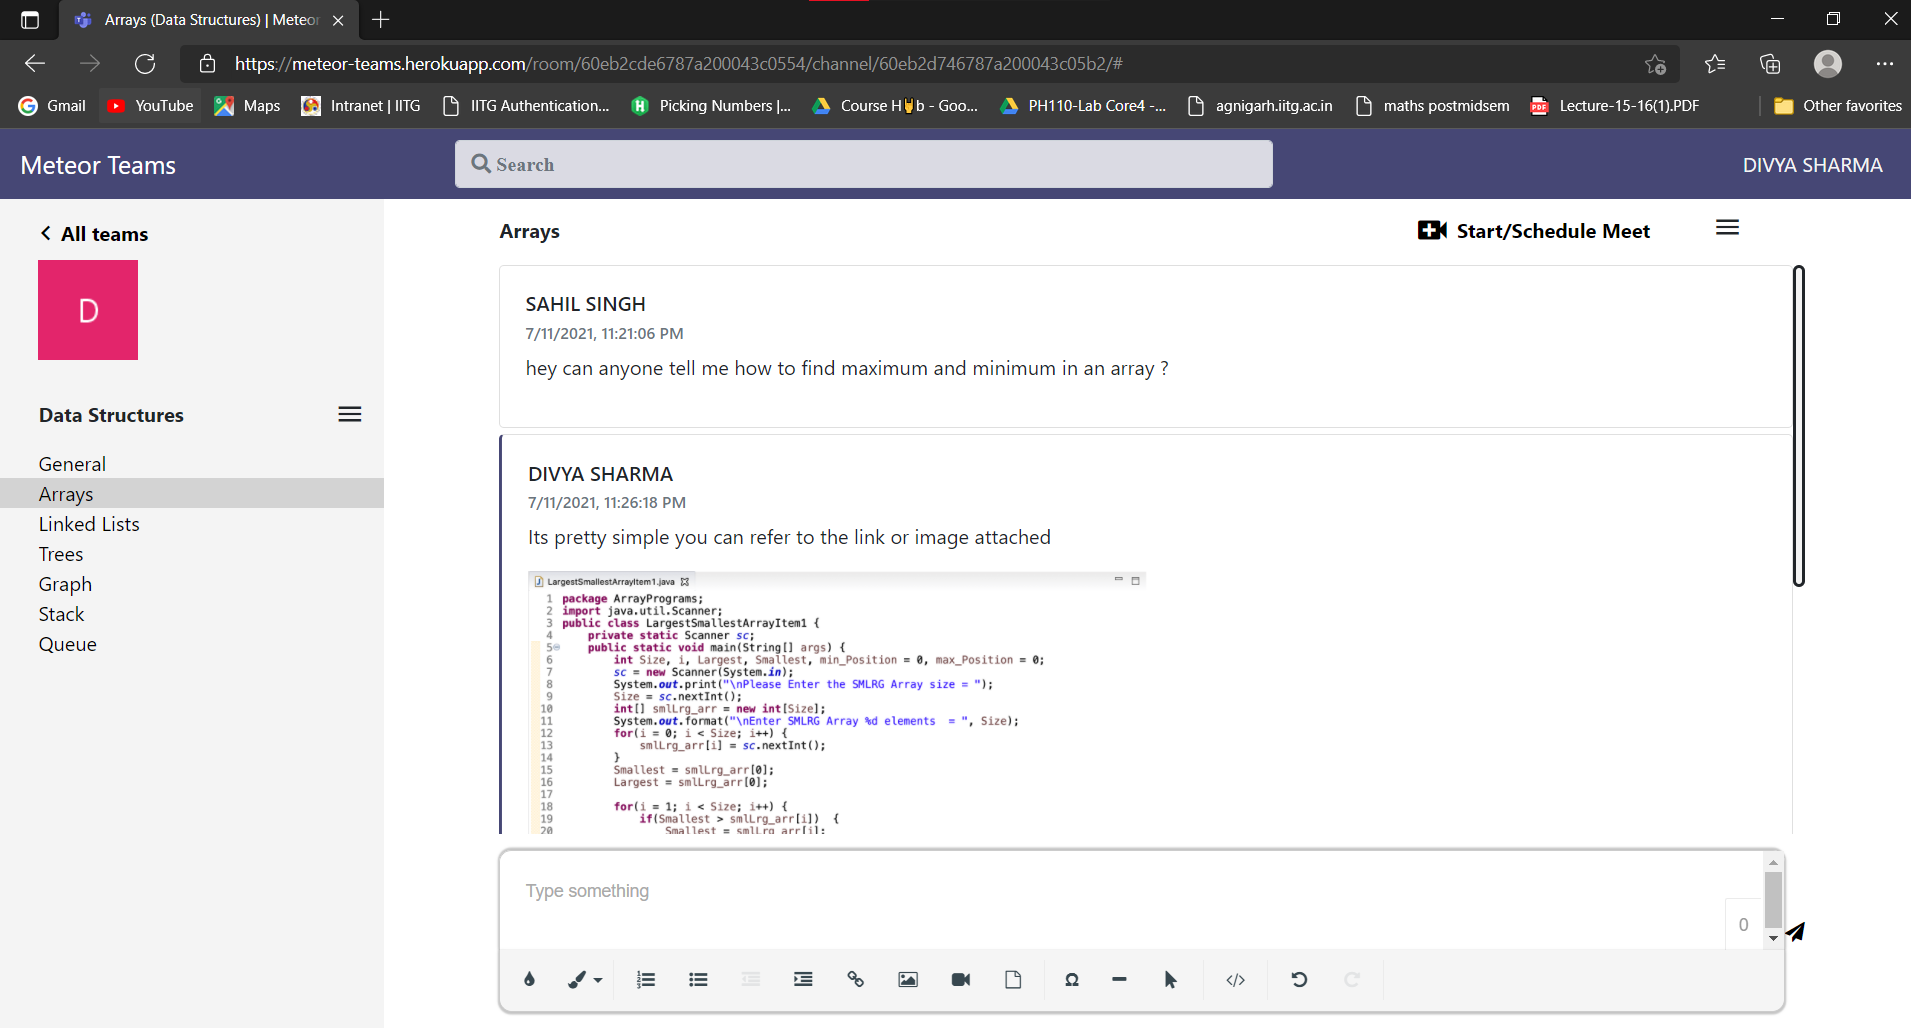 Arrays (Data Structures) | Meteor
https://meteor-teams.herokuapp.com/room/60eb2cde6787a200043c0554/channel/60eb2d746787a200043c05b2/#
Gmail YouTube Maps Intranet | IITG IITG Authentication... Picking Numbers |... Course H b - Goo... PH110-Lab Core4 -... agnigarh.iitg.ac.in maths postmidsem Lecture-15-16(1).PDF Other favorites
Meteor Teams Search DIVYA SHARMA
All teams
D
Data Structures
General
Arrays
Linked Lists
Trees
Graph
Stack
Queue
Arrays Start/Schedule Meet
SAHIL SINGH
7/11/2021, 11:21:06 PM
hey can anyone tell me how to find maximum and minimum in an array ?
DIVYA SHARMA
7/11/2021, 11:26:18 PM
Its pretty simple you can refer to the link or image attached
LargestSmallestArrayItem1.java
1 package ArrayPrograms;
2 import java.util.Scanner;
3 public class LargestSmallestArrayItem1 {
4 private static Scanner sc;
5 public static void main(String[] args) {
6 int Size, i, Largest, Smallest, min_Position = 0, max_Position = 0;
7 sc = new Scanner(System.in);
8 System.out.print("\nPlease Enter the SMLRG Array size = ");
9 Size = sc.nextInt();
10 int[] smlLrg_arr = new int[Size];
11 System.out.format("\nEnter SMLRG Array %d elements  = ", Size);
12 for(i = 0; i < Size; i++) {
13 smlLrg_arr[i] = sc.nextInt();
14 }
15 Smallest = smlLrg_arr[0];
16 Largest = smlLrg_arr[0];
17
18 for(i = 1; i < Size; i++) {
19 if(Smallest > smlLrg_arr[i]) {
20 Smallest = smlLrg_arr[i];
Type something
0